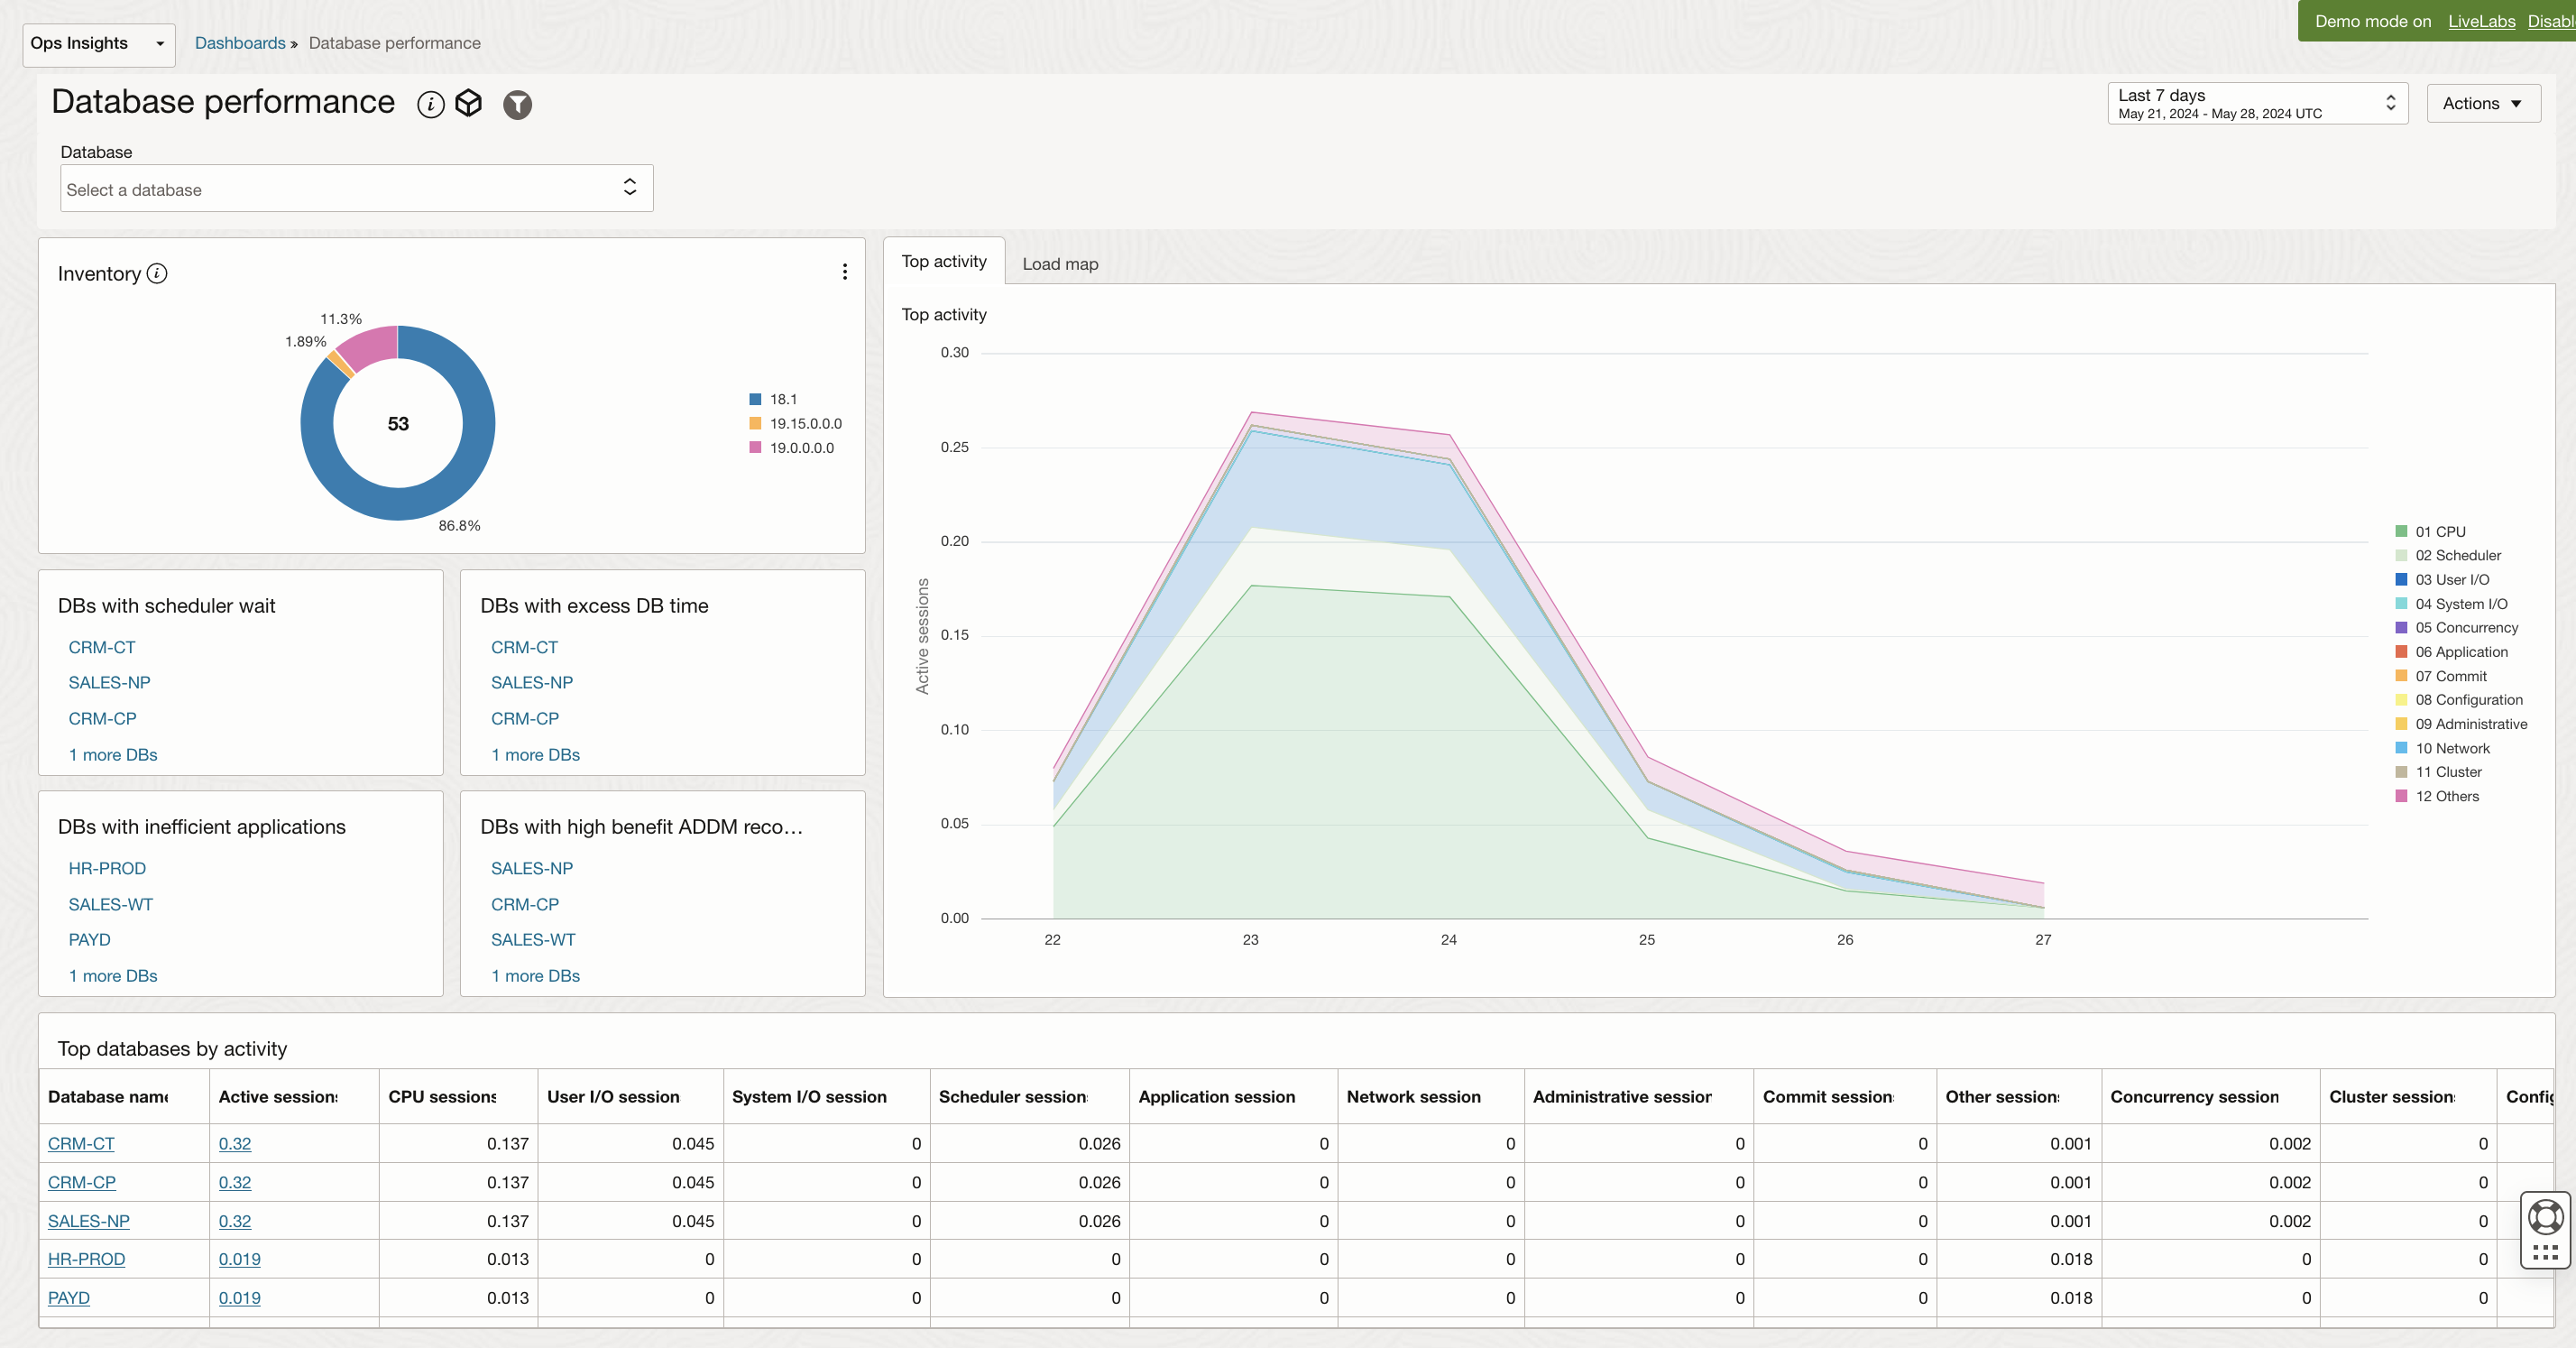 Demo mode on LiveLabs Disabl
Ops Insights Dashboards » Database performance
Database performance
Last 7 days
May 21, 2024 - May 28, 2024 UTC
Actions
Database
Select a database
Inventory
11.3%
1.89%
53
86.8%
18.1
19.15.0.0.0
19.0.0.0.0
DBs with scheduler wait
CRM-CT
SALES-NP
CRM-CP
1 more DBs
DBs with excess DB time
CRM-CT
SALES-NP
CRM-CP
1 more DBs
DBs with inefficient applications
HR-PROD
SALES-WT
PAYD
1 more DBs
DBs with high benefit ADDM reco...
SALES-NP
CRM-CP
SALES-WT
1 more DBs
Top activity Load map
Top activity
0.30
0.25
0.20
0.15
0.10
0.05
0.00
Active sessions
22 23 24 25 26 27
01 CPU
02 Scheduler
03 User I/O
04 System I/O
05 Concurrency
06 Application
07 Commit
08 Configuration
09 Administrative
10 Network
11 Cluster
12 Others
Top databases by activity
Database name Active sessions CPU sessions User I/O session System I/O session Scheduler session Application session Network session Administrative session Commit session Other session Concurrency session Cluster session Config
CRM-CT 0.32 0.137 0.045 0 0.026 0 0 0 0 0.001 0.002 0
CRM-CP 0.32 0.137 0.045 0 0.026 0 0 0 0 0.001 0.002 0
SALES-NP 0.32 0.137 0.045 0 0.026 0 0 0 0 0.001 0.002 0
HR-PROD 0.019 0.013 0 0 0 0 0 0 0 0.018 0 0
PAYD 0.019 0.013 0 0 0 0 0 0 0 0.018 0 0